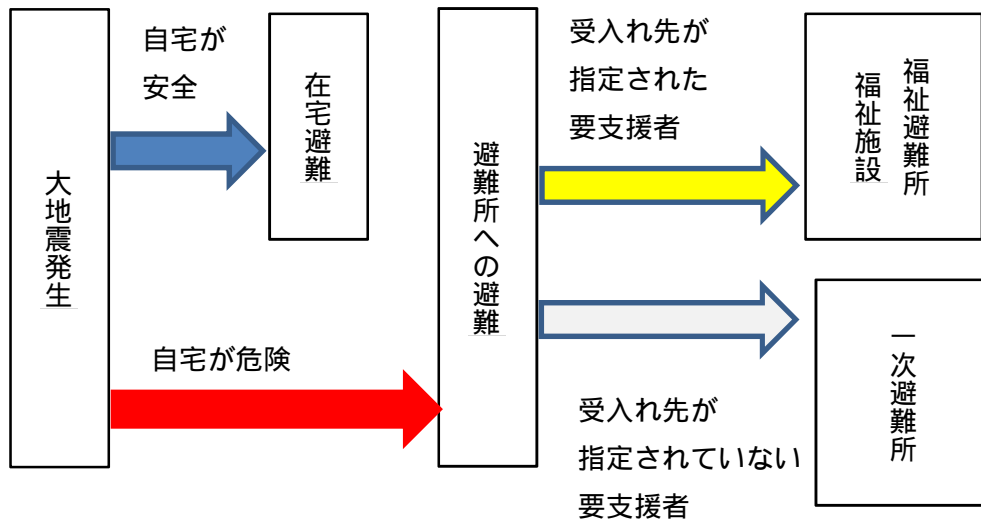 大地震発生
自宅が
安全
在宅避難
自宅が危険
避難所への避難
受入れ先が
指定された
要支援者
福祉避難所
福祉施設
受入れ先が
指定されていない
要支援者
一次避難所